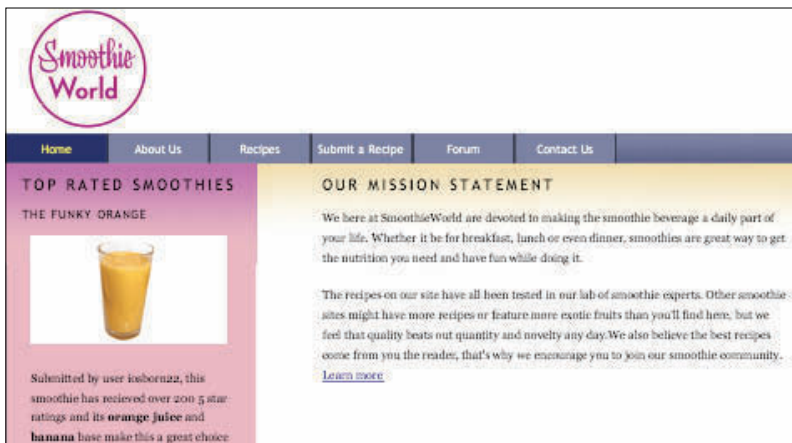 Smoothie
World
Home About Us Recipes Submit a Recipe Forum Contact Us
TOP RATED SMOOTHIES
THE FUNKY ORANGE
Submitted by user iosborn22, this
smoothie has recieved over 200 5 star
ratings and its orange juice and
banana base make this a great choice
OUR MISSION STATEMENT
We here at SmoothieWorld are devoted to making the smoothie beverage a daily part of
your life. Whether it be for breakfast, lunch or even dinner, smoothies are great way to get
the nutrition you need and have fun while doing it.
The recipes on our site have all been tested in our lab of smoothie experts. Other smoothie
sites might have more recipes or feature more exotic fruits than you'll find here, but we
feel that quality beats out quantity and novelty any day.We also believe the best recipes
come from you the reader, that's why we encourage you to join our smoothie community.
Learn more